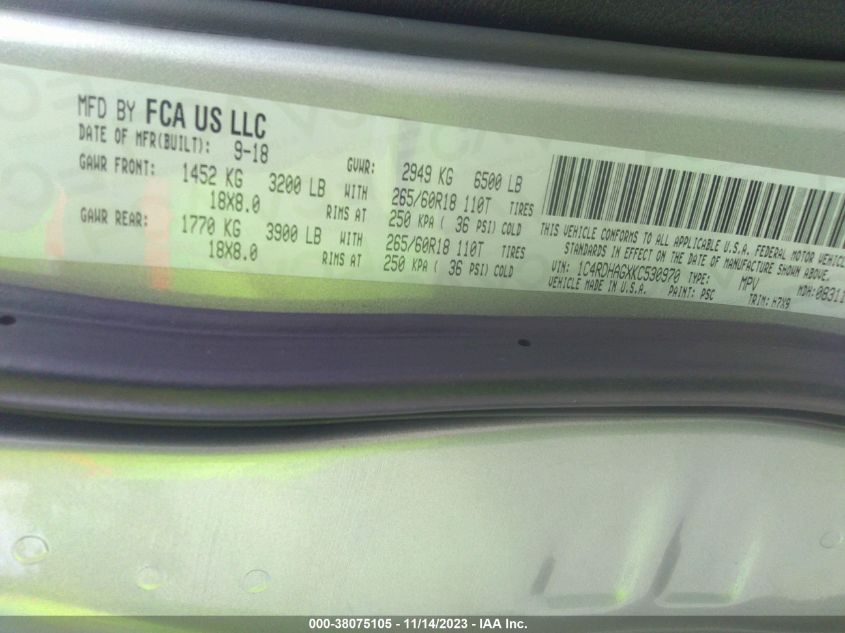 MFD BY FCA US LLC
DATE OF MFR(BUILT): 9-18
GVWR: 2949 KG 6500 LB
GAWR FRONT: 1452 KG 3200 LB WITH 265/60R18 110T TIRES
18X8.0 RIMS AT 250 KPA ( 36 PSI) COLD
GAWR REAR: 1770 KG 3900 LB WITH 265/60R18 110T TIRES
18X8.0 RIMS AT 250 KPA ( 36 PSI) COLD
THIS VEHICLE CONFORMS TO ALL APPLICABLE U.S.A. FEDERAL MOTOR VEHICLE
STANDARDS IN EFFECT ON THE DATE OF MANUFACTURE SHOWN ABOVE.
VIN: 1C4RDHAGXKC530970 TYPE: MPV MDH: 08311
VEHICLE MADE IN U.S.A. PAINT: PSC TRIM: H7X9
000-38075105 - 11/14/2023 - IAA Inc.